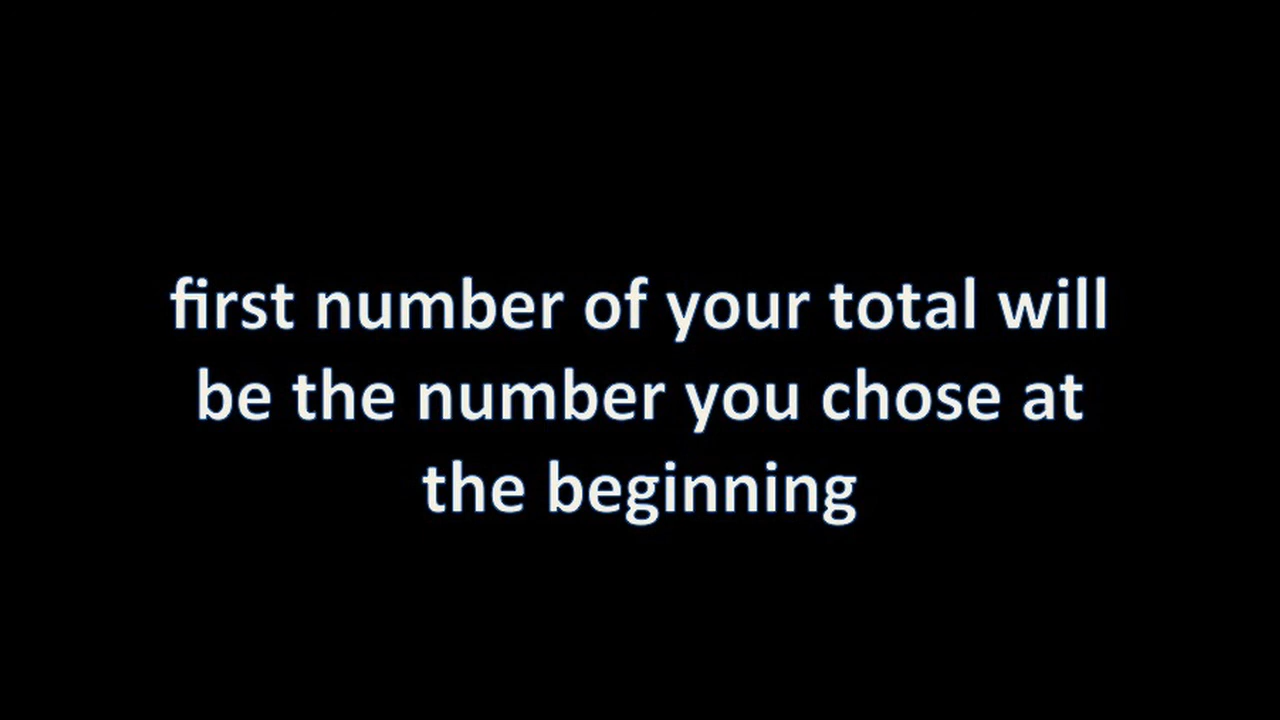 first number of your total will
be the number you chose at
the beginning